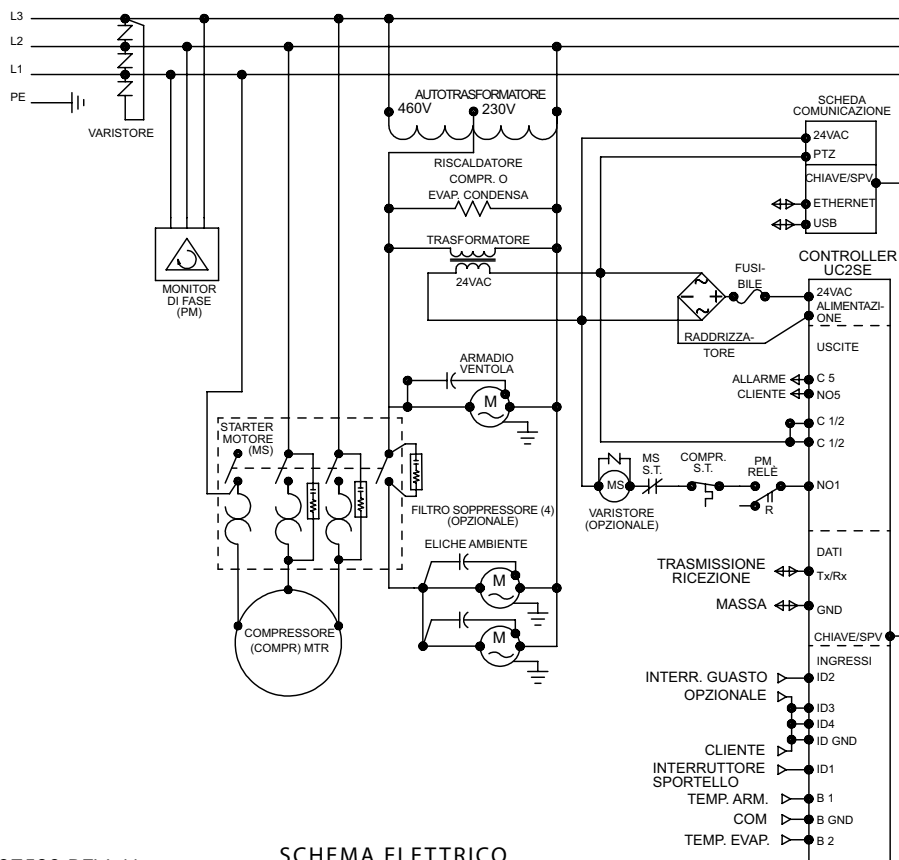 L3
L2
L1
PE
VARISTORE
AUTOTRASFORMATORE
460V
230V
RISCALDATORE
COMPR. O
EVAP. CONDENSA
TRASFORMATORE
24VAC
SCHEDA
COMUNICAZIONE
24VAC
PTZ
CHIAVE/SPV
ETHERNET
USB
MONITOR
DI FASE
(PM)
CONTROLLER
UC2SE
FUSI-
BILE
24VAC
ALIMENTAZI-
ONE
RADDRIZZA-
TORE
USCITE
ARMADIO
VENTOLA
M
ALLARME
C 5
CLIENTE
NO5
C 1/2
C 1/2
STARTER
MOTORE
(MS)
MS
S.T.
COMPR.
S.T.
PM
RELÈ
MS
R
NO1
VARISTORE
(OPZIONALE)
FILTRO SOPPRESSORE (4)
(OPZIONALE)
ELICHE AMBIENTE
M
M
DATI
TRASMISSIONE
RICEZIONE
Tx/Rx
MASSA
GND
CHIAVE/SPV
COMPRESSORE
(COMPR) MTR
INGRESSI
INTERR. GUASTO
ID2
OPZIONALE
ID3
ID4
ID GND
CLIENTE
INTERRUTTORE
SPORTELLO
ID1
TEMP. ARM.
B 1
COM
B GND
TEMP. EVAP.
B 2
SCHEMA ELETTRICO